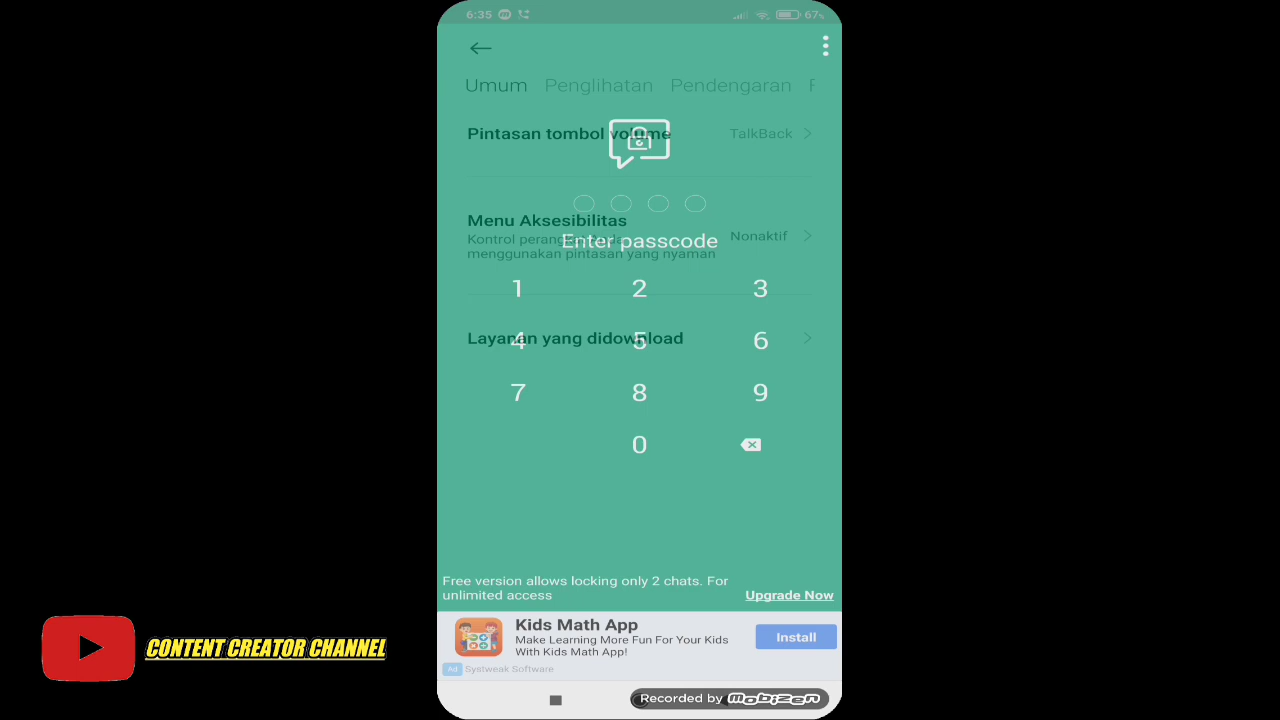 6:35
67%
Umum Penglihatan Pendengaran
Pintasan tombol volume TalkBack
Menu Aksesibilitas
Kontrol perangkat Anda
menggunakan pintasan yang nyaman
Nonaktif
Enter passcode
1 2 3
Layanan yang didownload
4 5 6
7 8 9
0
Free version allows locking only 2 chats. For
unlimited access
Upgrade Now
Kids Math App
Make Learning More Fun For Your Kids
With Kids Math App!
Install
Ad Systweak Software
CONTENT CREATOR CHANNEL
Recorded by mobizen